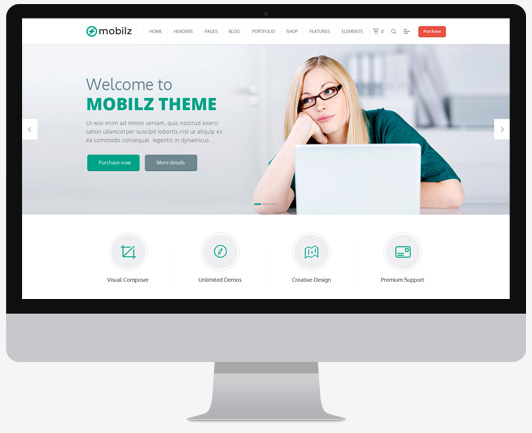 mobilz
HOME HEADERS PAGES BLOG PORTFOLIO SHOP FEATURES ELEMENTS 0 Purchase
Welcome to
MOBILZ THEME
Ut wisi enim ad minim veniam, quis nostrud exerci
tation ullamcorper suscipit lobortis nisl ut aliquip ex
ea commodo consequat legentis in dynamicus
Purchase now More details
Visual Composer Unlimited Demos Creative Design Premium Support